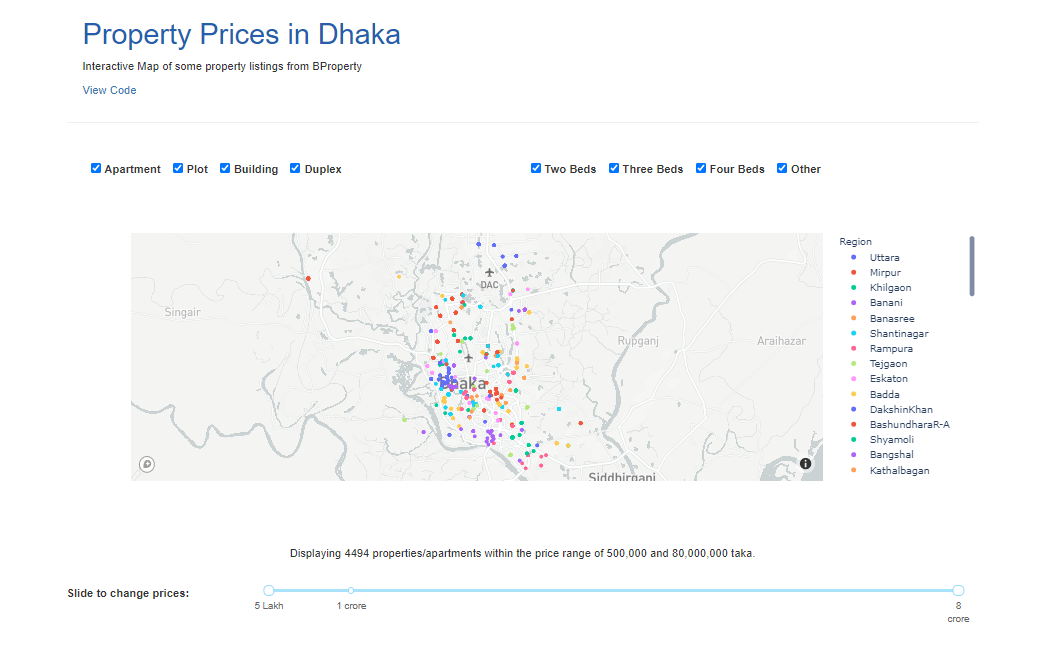 Property Prices in Dhaka
Interactive Map of some property listings from BProperty
View Code
Apartment Plot Building Duplex Two Beds Three Beds Four Beds Other
DAC
Singair
Rupganj
Araihazar
Dhaka
Siddhirganj
Region
Uttara
Mirpur
Khilgaon
Banani
Banasree
Shantinagar
Rampura
Tejgaon
Eskaton
Badda
DakshinKhan
BashundharaR-A
Shyamoli
Bangshal
Kathalbagan
Displaying 4494 properties/apartments within the price range of 500,000 and 80,000,000 taka.
Slide to change prices:
5 Lakh 1 crore 8
crore